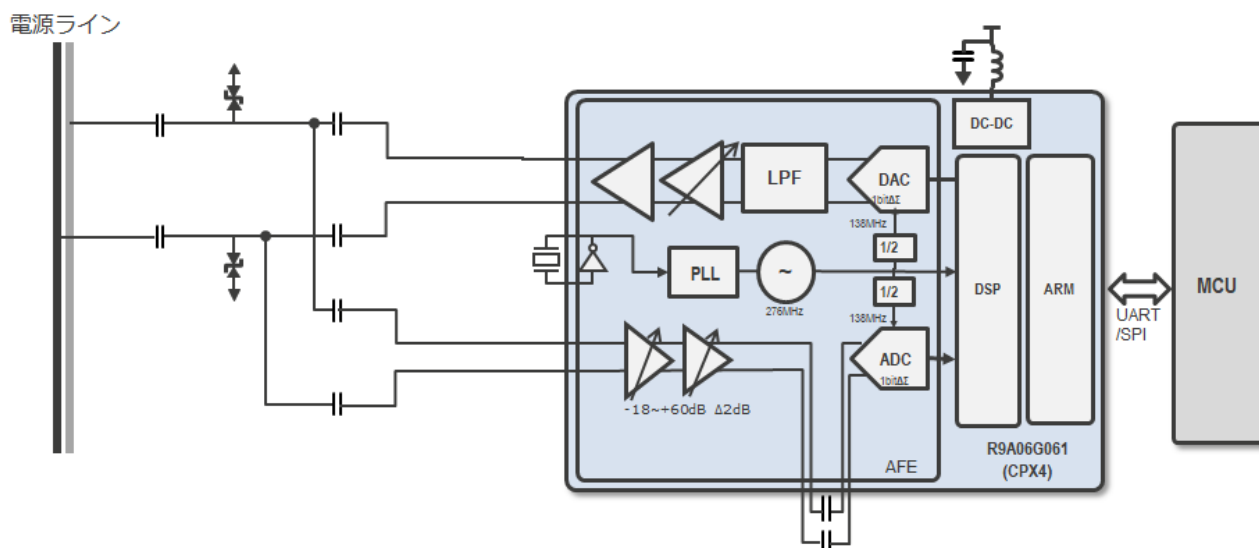 電源ライン
DC-DC
LPF
DAC
1bitΔΣ
138MHz
1/2
PLL
~
276MHz
1/2
138MHz
DSP
ARM
MCU
UART
/SPI
ADC
1bitΔΣ
-18~+60dB Δ2dB
AFE
R9A06G061
(CPX4)